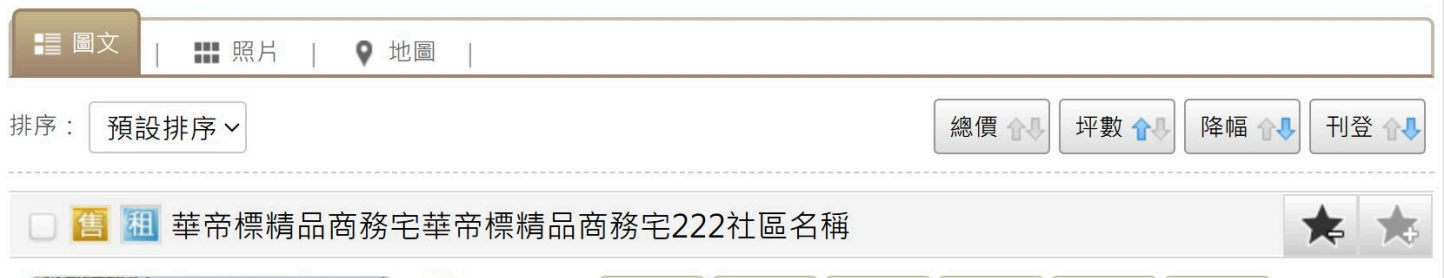 圖文 | 照片 | 地圖 |
排序： 預設排序 總價 坪數 降幅 刊登
售 租 華帝標精品商務宅華帝標精品商務宅222社區名稱